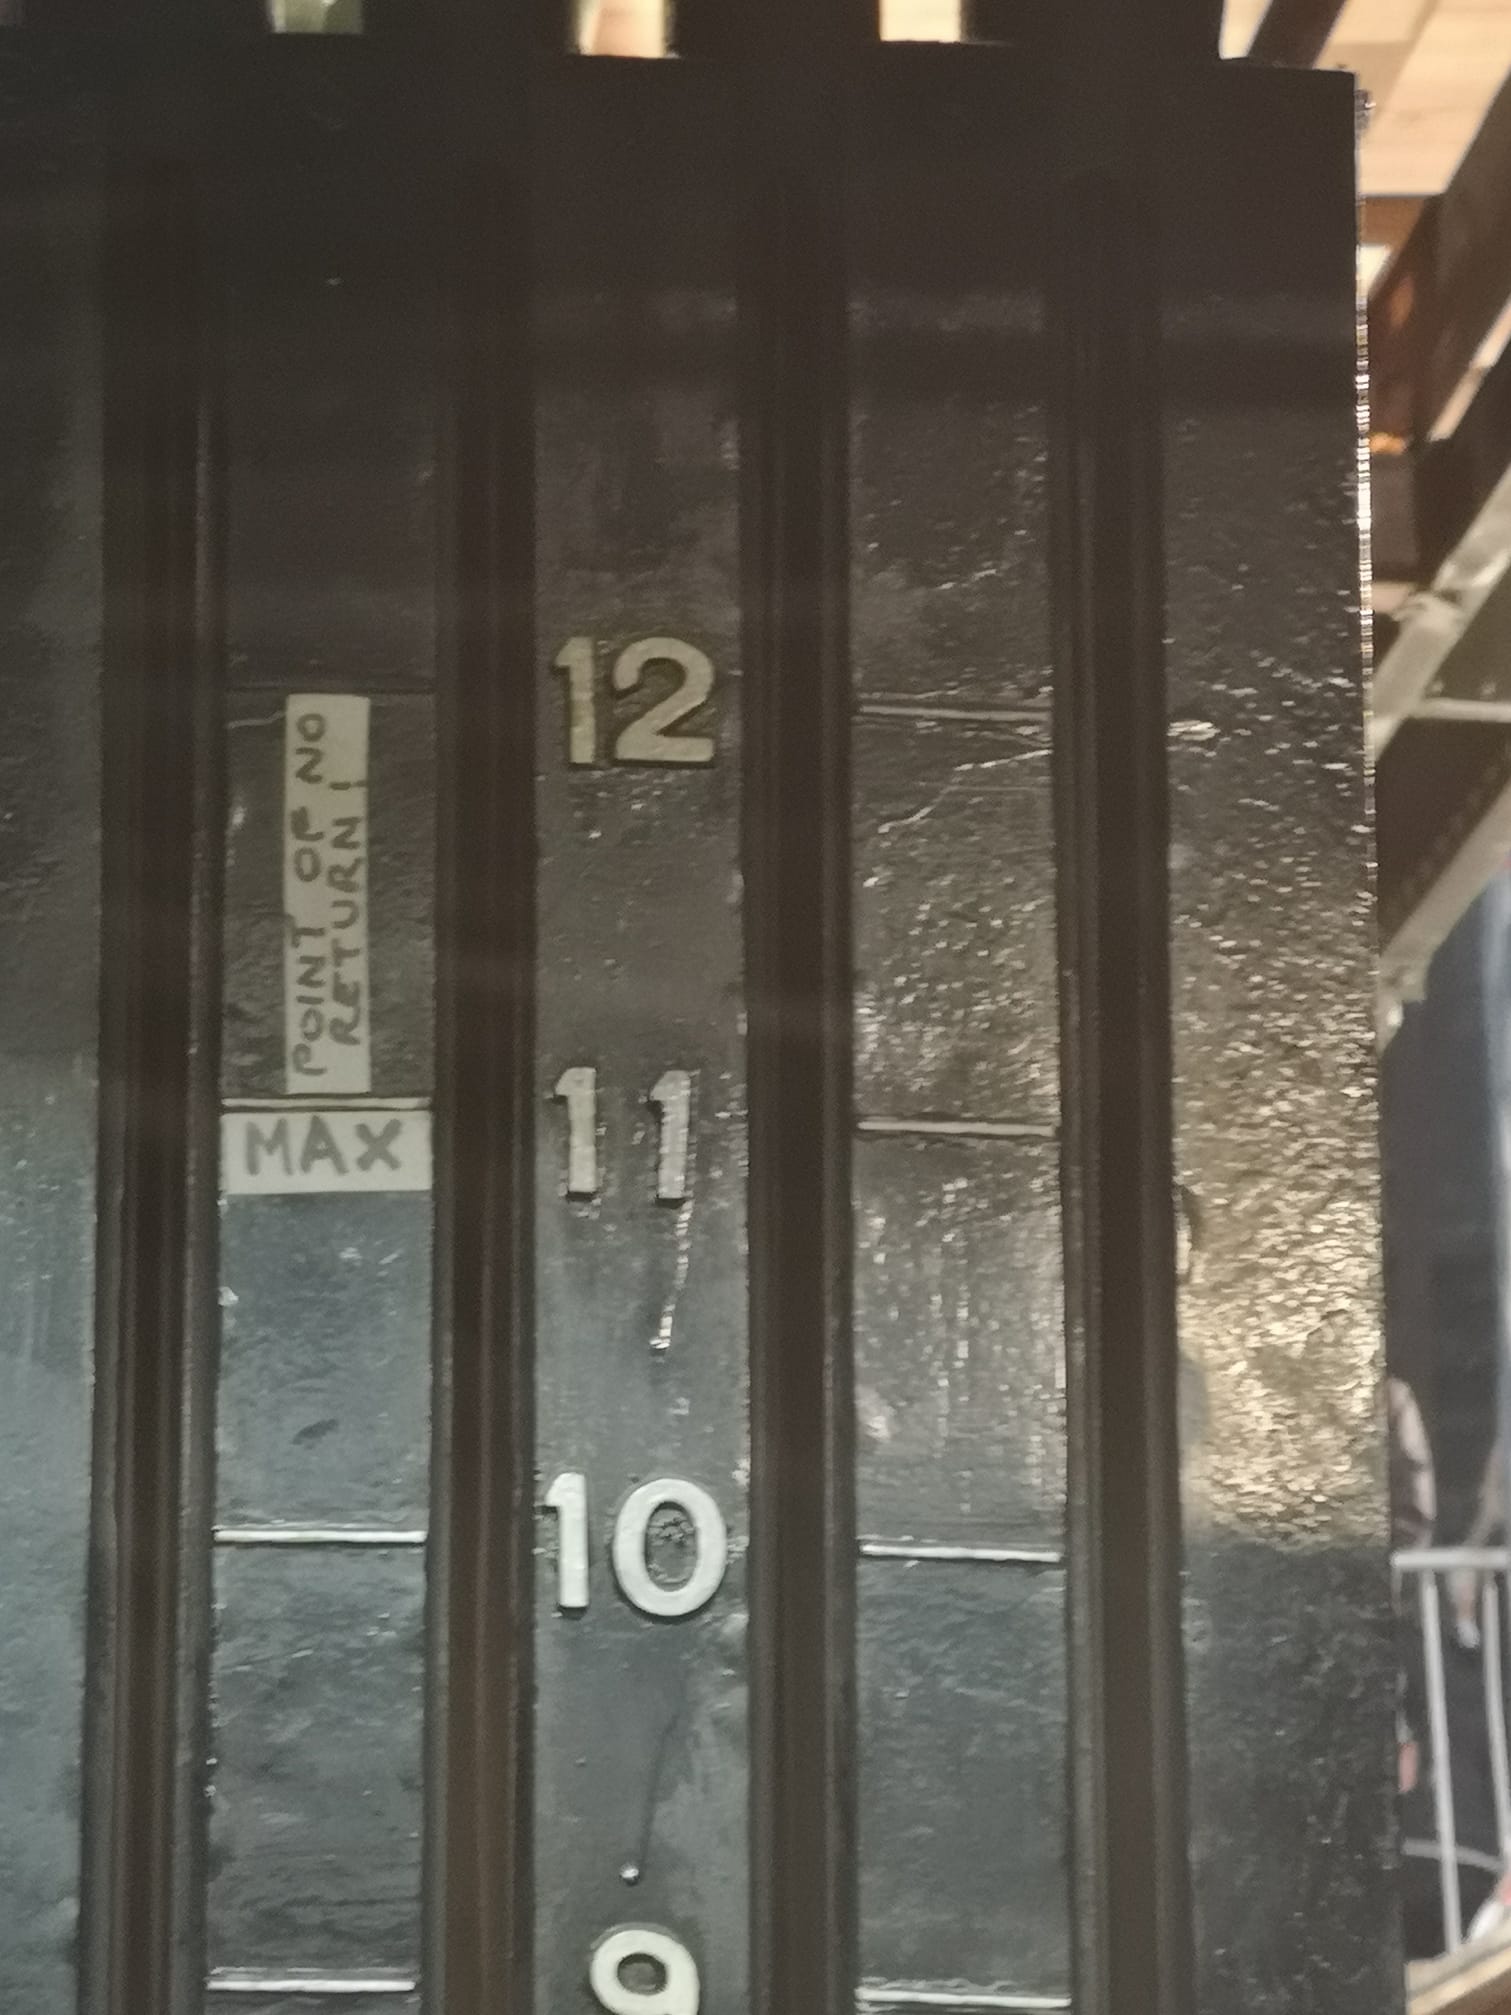 12
POINT OF NO
RETURN!
11
MAX
10
9